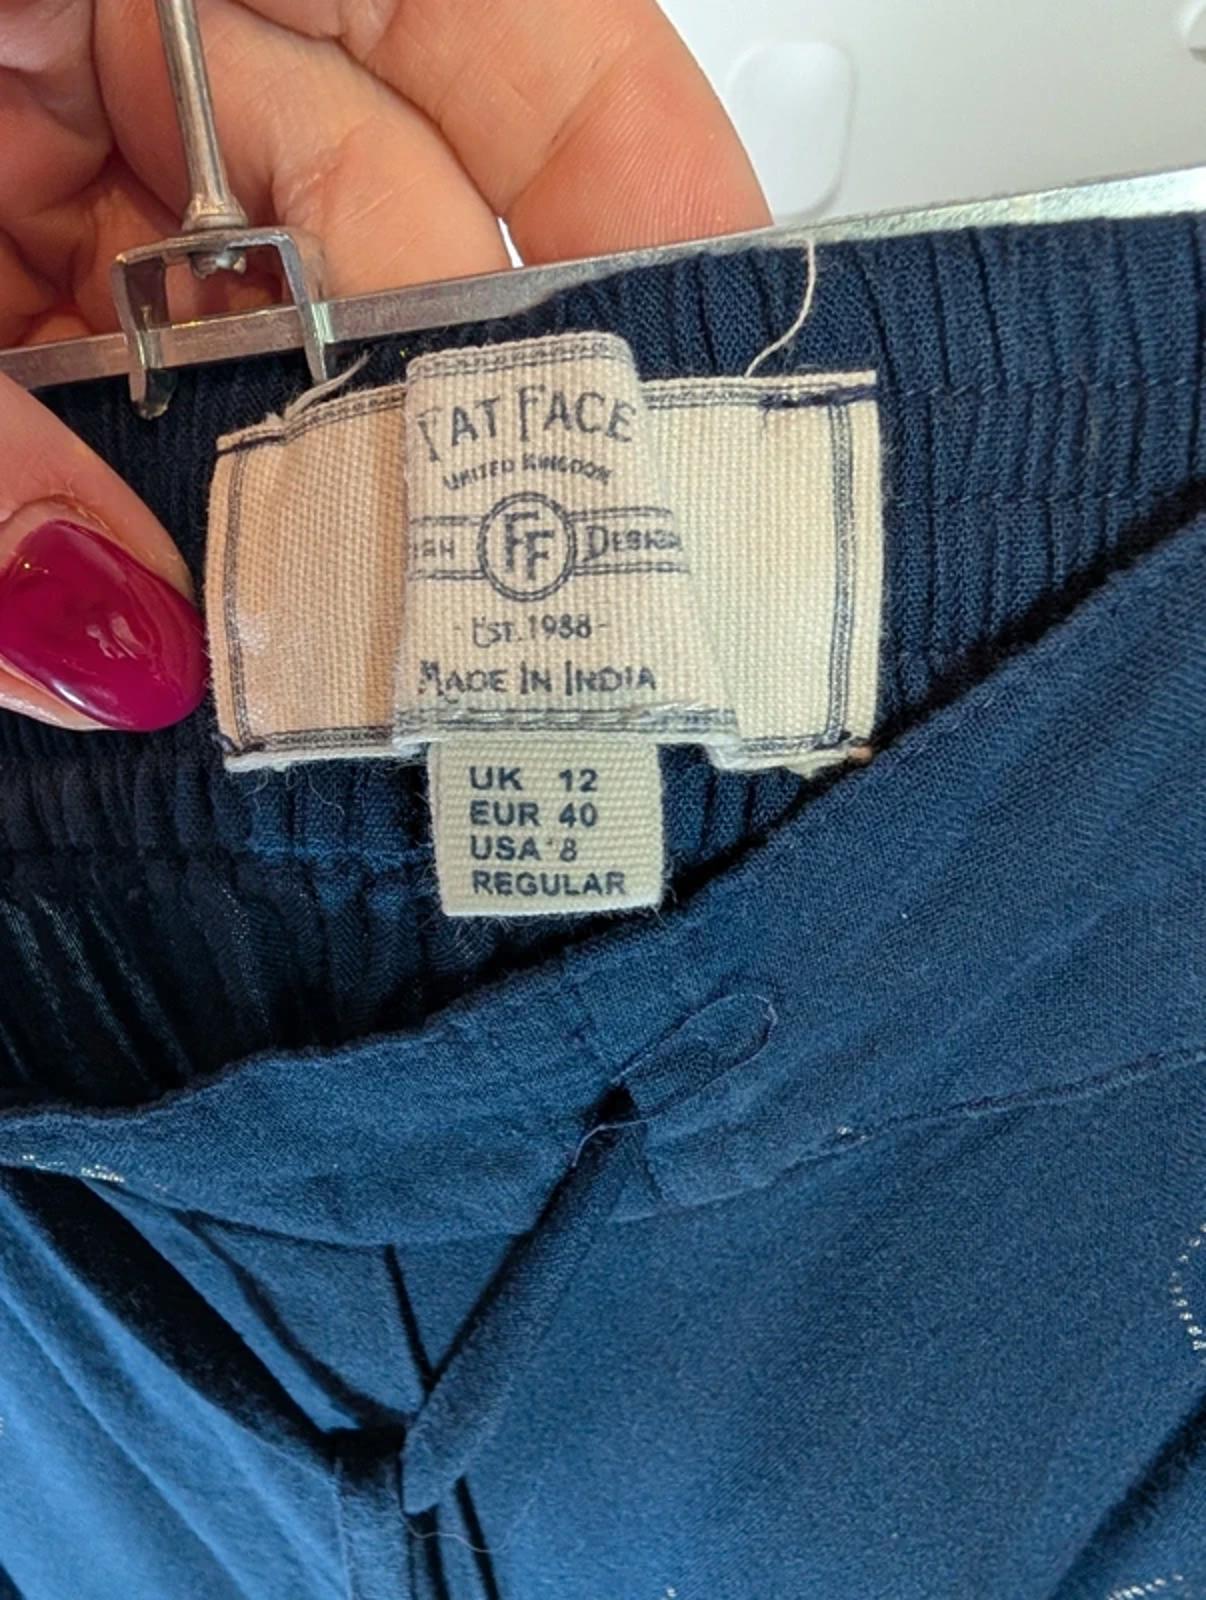 FAT FACE
UNITED KINGDOM
FF DESIGN
EST. 1988
MADE IN INDIA
UK 12
EUR 40
USA 8
REGULAR